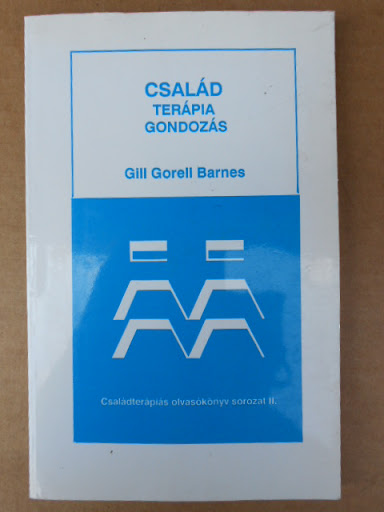 CSALÁD
TERÁPIA
GONDOZÁS
Gill Gorell Barnes
Családterápiás olvasókönyv sorozat II.